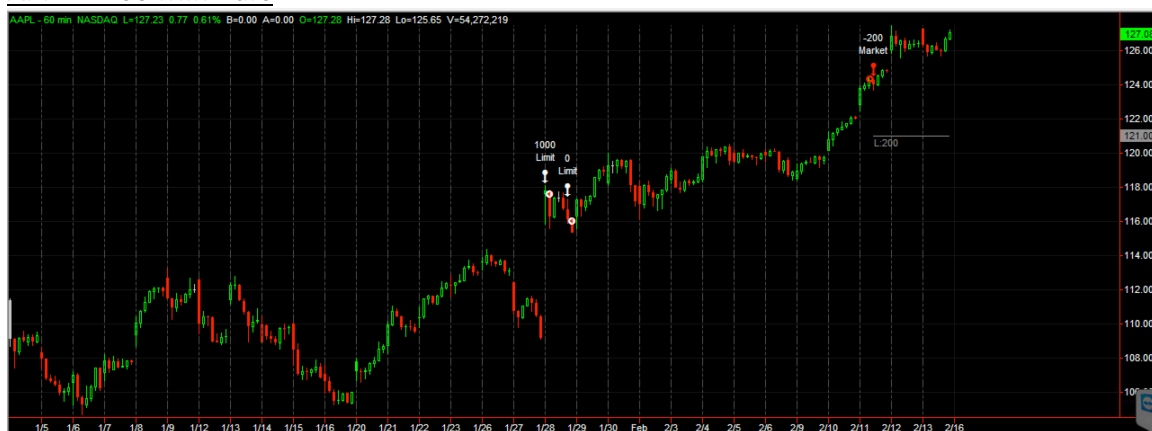 AAPL - 60 min NASDAQ L=127.23 0.77 0.61% B=0.00 A=0.00 O=127.28 Hi=127.28 Lo=125.65 V=54,272,219
-200
Market
127.08
126.00
124.00
122.00
121.00
L:200
120.00
1000
Limit
0
Limit
118.00
116.00
114.00
112.00
110.00
108.00
1/5 1/6 1/7 1/8 1/9 1/12 1/13 1/14 1/15 1/16 1/20 1/21 1/22 1/23 1/26 1/27 1/28 1/29 1/30 Feb 2/3 2/4 2/5 2/6 2/9 2/10 2/11 2/12 2/13 2/16